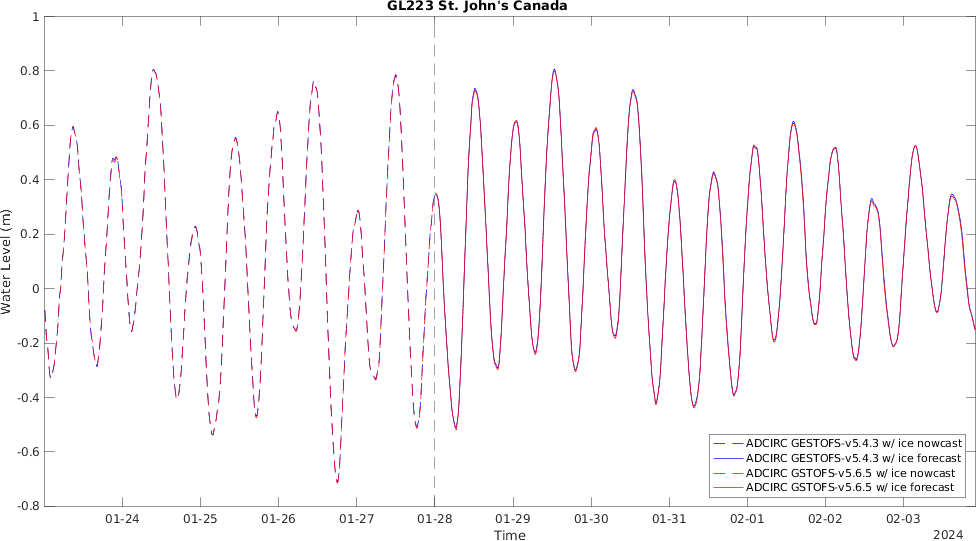 GL223 St. John's Canada
1
0.8
0.6
0.4
0.2
0
-0.2
-0.4
-0.6
-0.8
Water Level (m)
01-24 01-25 01-26 01-27 01-28 01-29 01-30 01-31 02-01 02-02 02-03
Time
2024
ADCIRC GESTOFS-v5.4.3 w/ ice nowcast
ADCIRC GESTOFS-v5.4.3 w/ ice forecast
ADCIRC GSTOFS-v5.6.5 w/ ice nowcast
ADCIRC GSTOFS-v5.6.5 w/ ice forecast